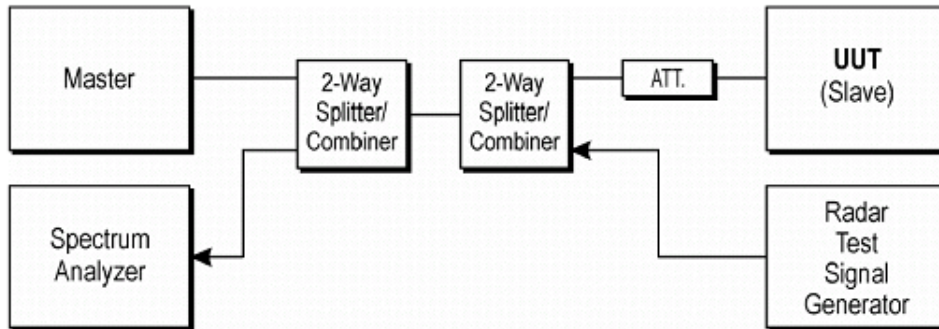 Master
2-Way
Splitter/
Combiner
2-Way
Splitter/
Combiner
ATT.
UUT
(Slave)
Spectrum
Analyzer
Radar
Test
Signal
Generator